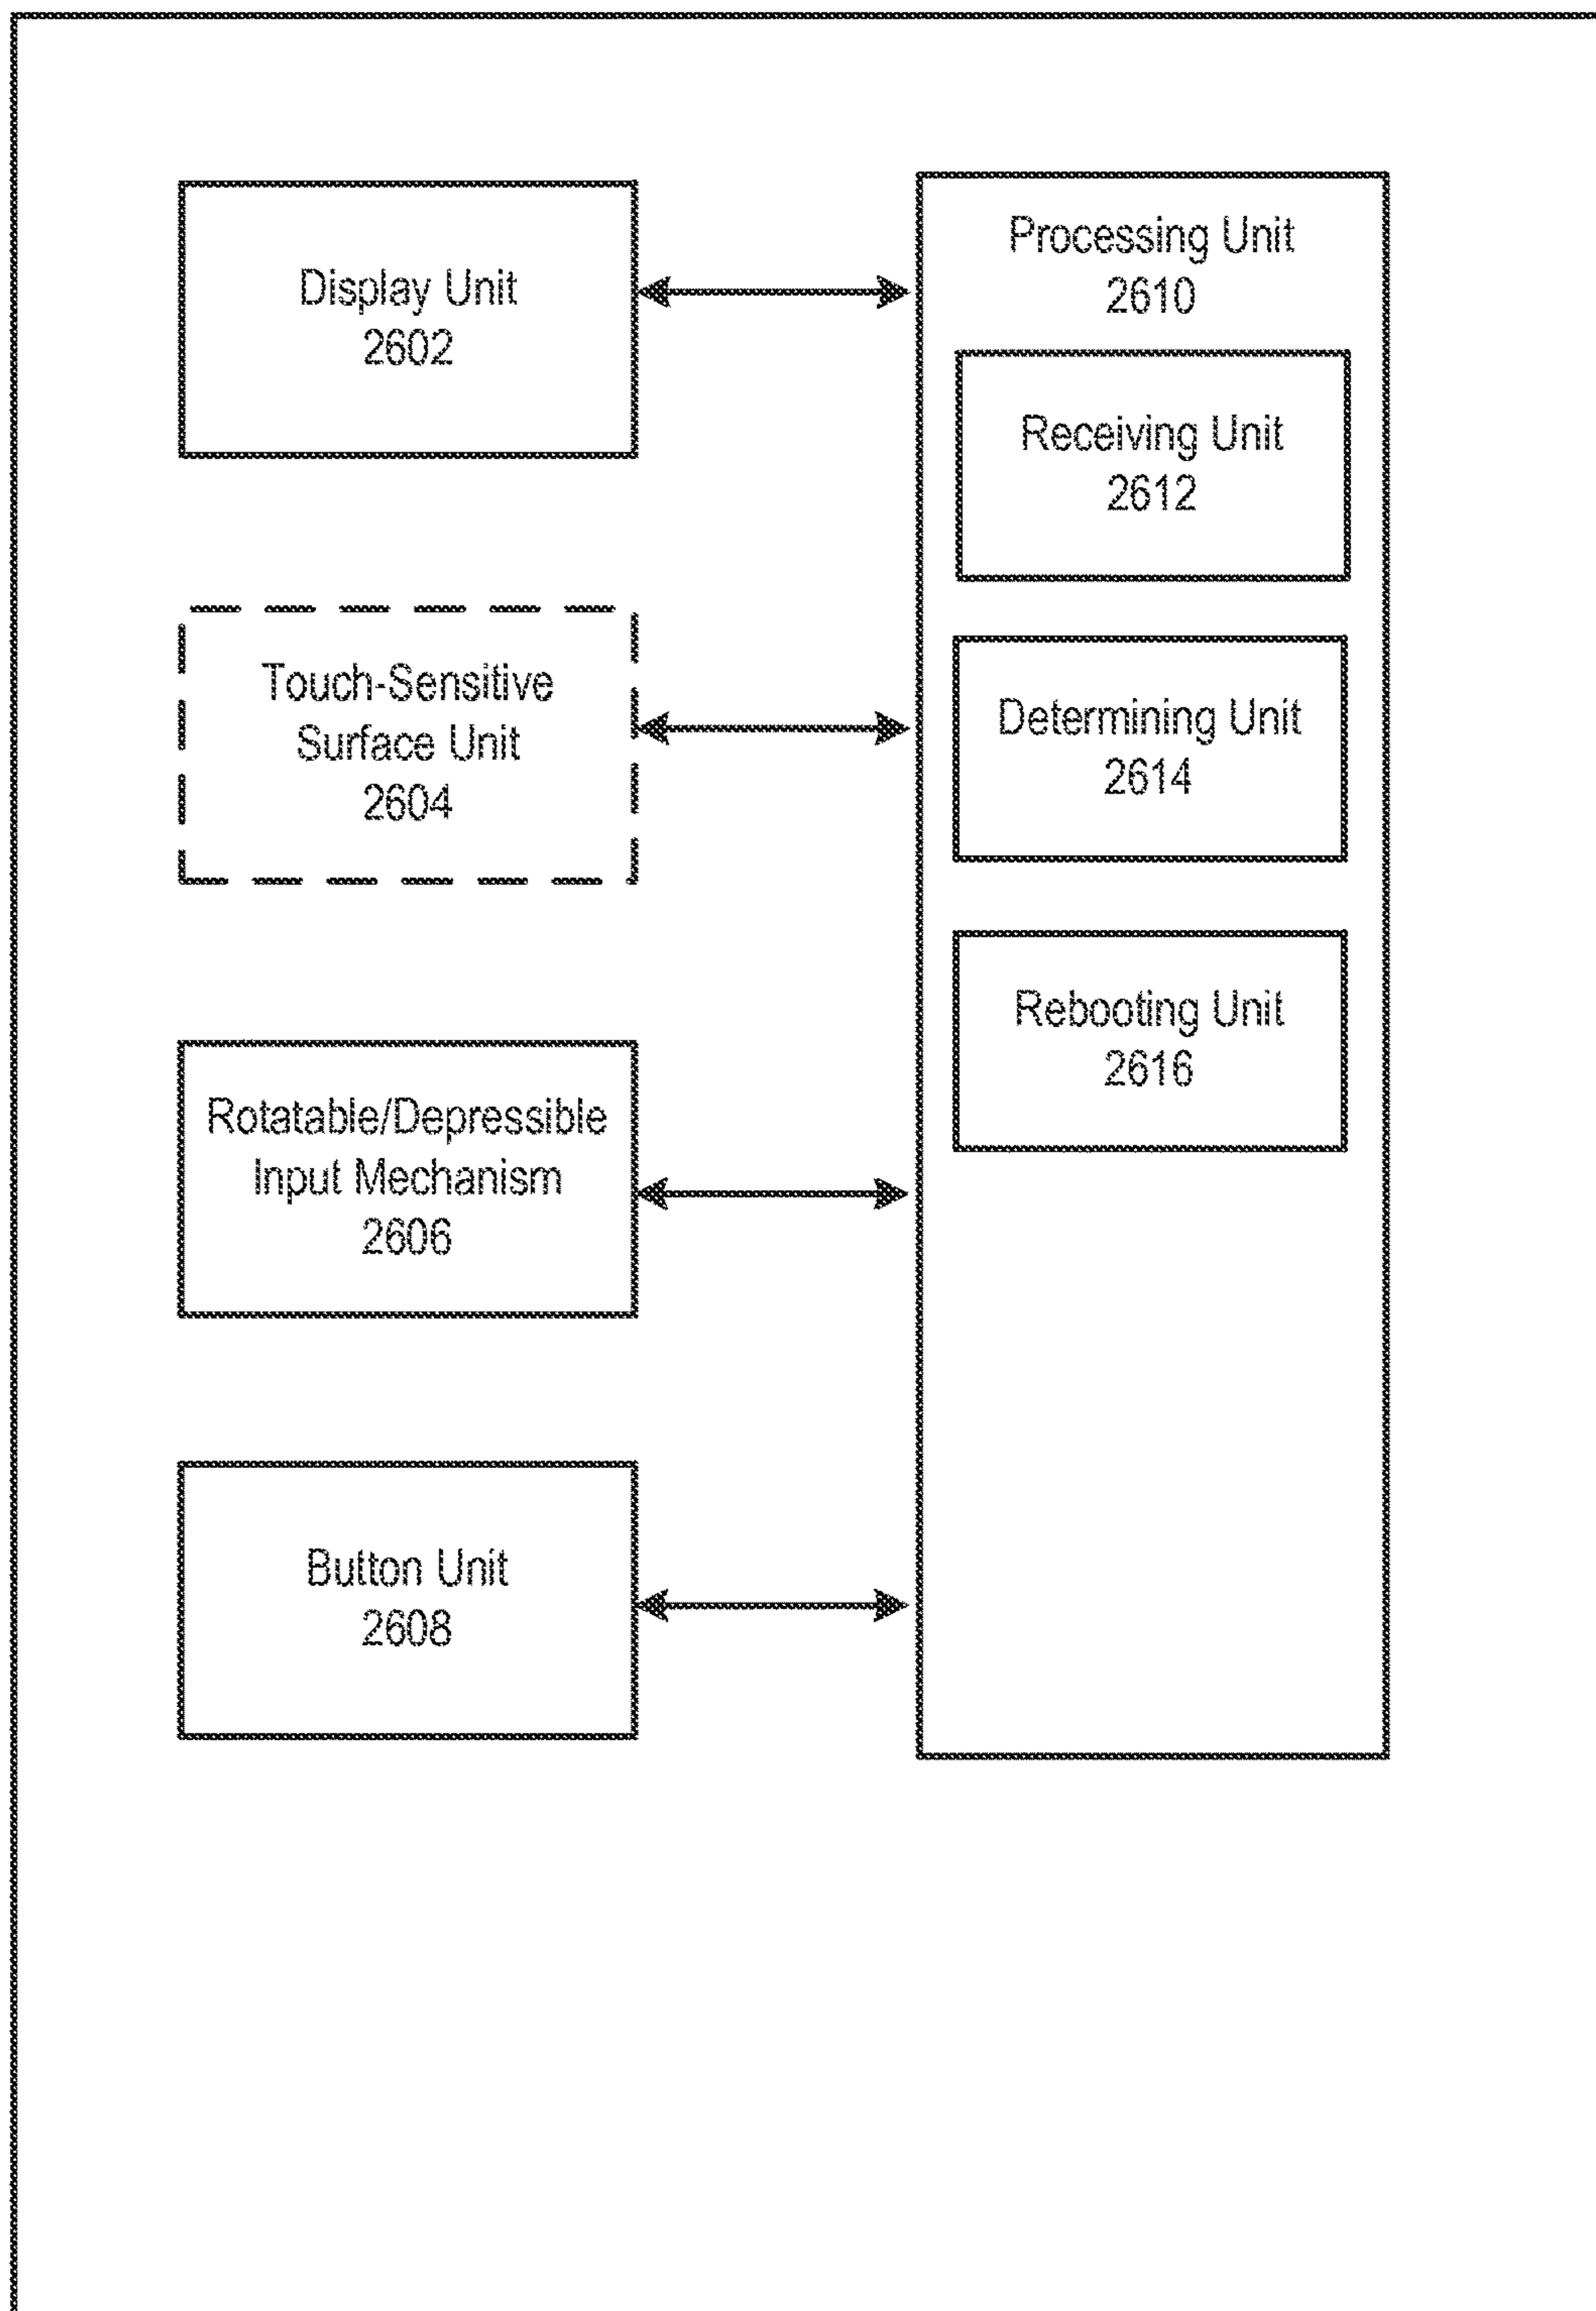 Display Unit
2602
Touch-Sensitive
Surface Unit
2604
Rotatable/Depressible
Input Mechanism
2606
Button Unit
2608
Processing Unit
2610
Receiving Unit
2612
Determining Unit
2614
Rebooting Unit
2616